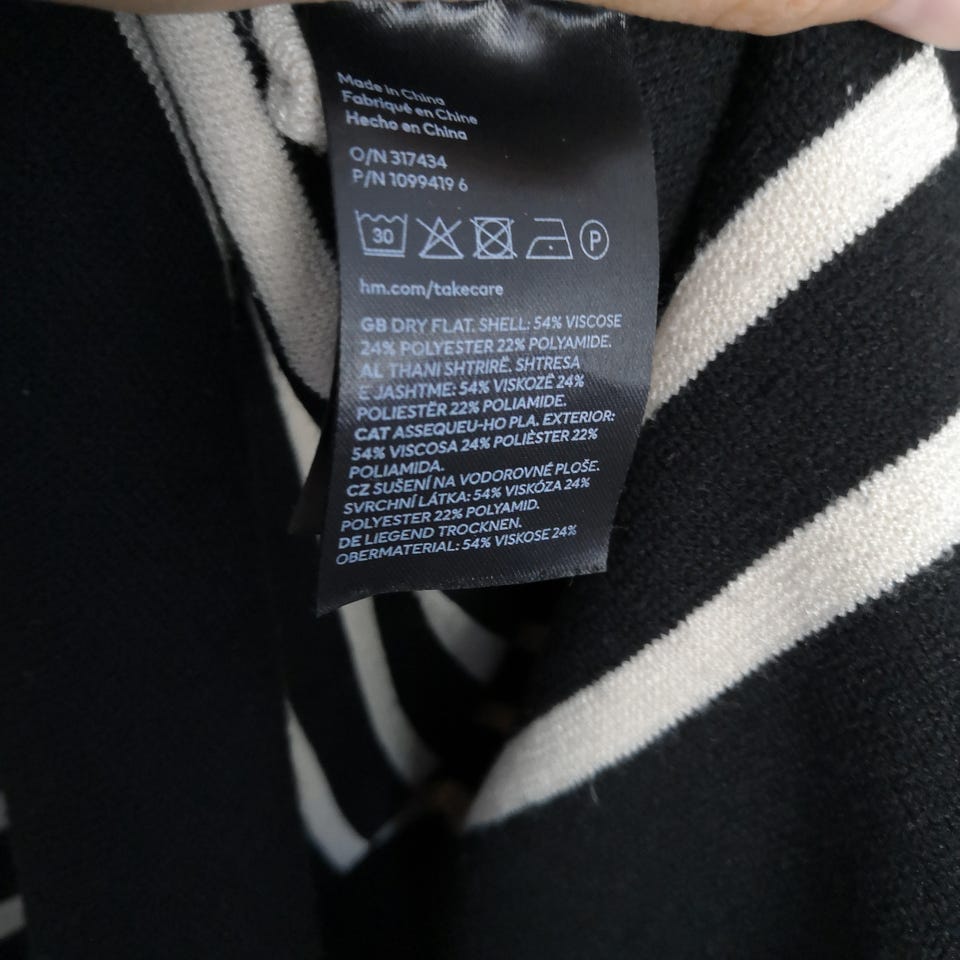 Made in China
Fabriqué en Chine
Hecho en China
O/N 317434
P/N 1099419 6
30 P
hm.com/takecare
GB DRY FLAT. SHELL: 54% VISCOSE
24% POLYESTER 22% POLYAMIDE.
AL THANI SHTRIRË. SHTRESA
E JASHTME: 54% VISKOZË 24%
POLIESTËR 22% POLIAMIDE.
CAT ASSEQUEU-HO PLA. EXTERIOR:
54% VISCOSA 24% POLIÈSTER 22%
POLIAMIDA.
CZ SUŠENÍ NA VODOROVNÉ PLOŠE.
SVRCHNÍ LÁTKA: 54% VISKÓZA 24%
POLYESTER 22% POLYAMID.
DE LIEGEND TROCKNEN.
OBERMATERIAL: 54% VISKOSE 24%